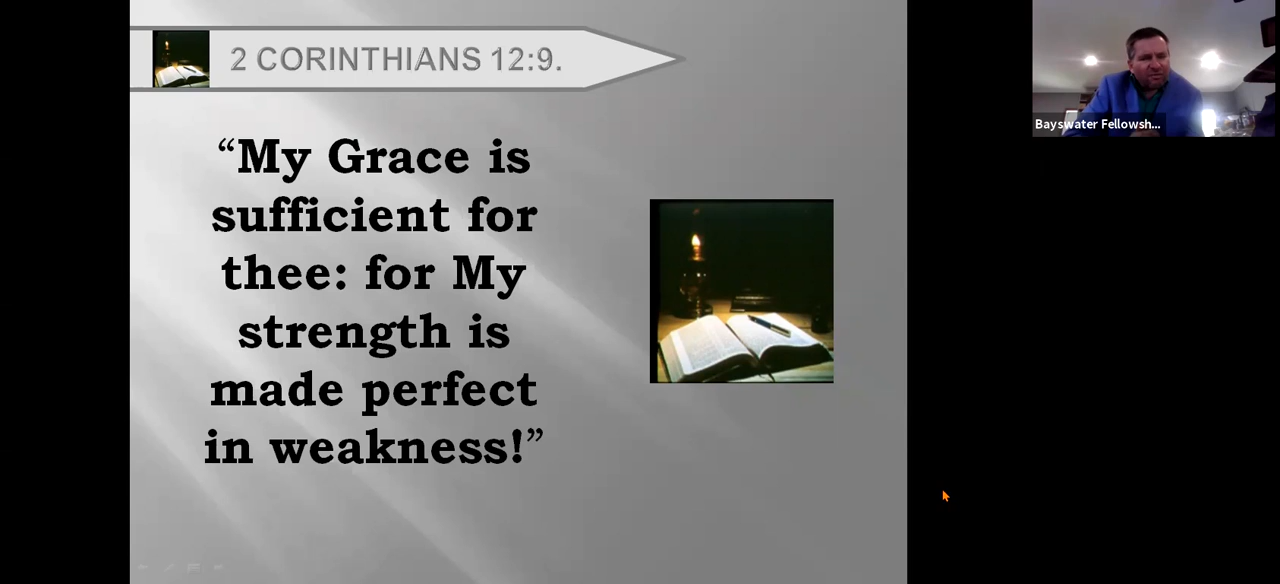 2 CORINTHIANS 12:9.
“My Grace is
sufficient for
thee: for My
strength is
made perfect
in weakness!”
Bayswater Fellowsh...